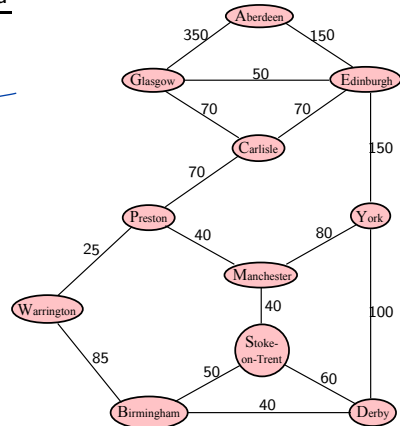 Aberdeen
350
150
Glasgow
50
Edinburgh
70
70
Carlisle
150
70
Preston
York
40
80
25
Manchester
40
Warrington
100
Stoke-
on-Trent
85
50
60
40
Birmingham
Derby